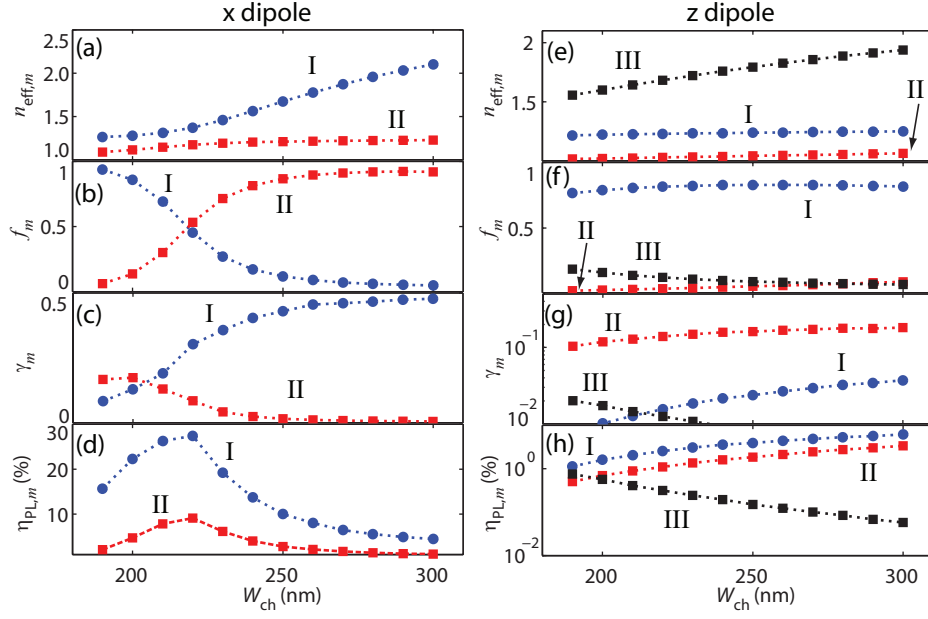 x dipole
z dipole
(a)
n_eff,m
2.5
2.0
1.5
1.0
I
II
(b)
f_m
1
0.5
0
I
II
(c)
γ_m
0.5
0
I
II
(d)
η_PL,m (%)
30
20
10
I
II
200
250
300
W_ch (nm)
(e)
n_eff,m
2
1.5
1
III
I
II
(f)
f_m
1
0.5
0
I
II
III
(g)
γ_m
10^-1
10^-2
II
I
III
(h)
η_PL,m (%)
10^0
10^-2
I
II
III
200
250
300
W_ch (nm)